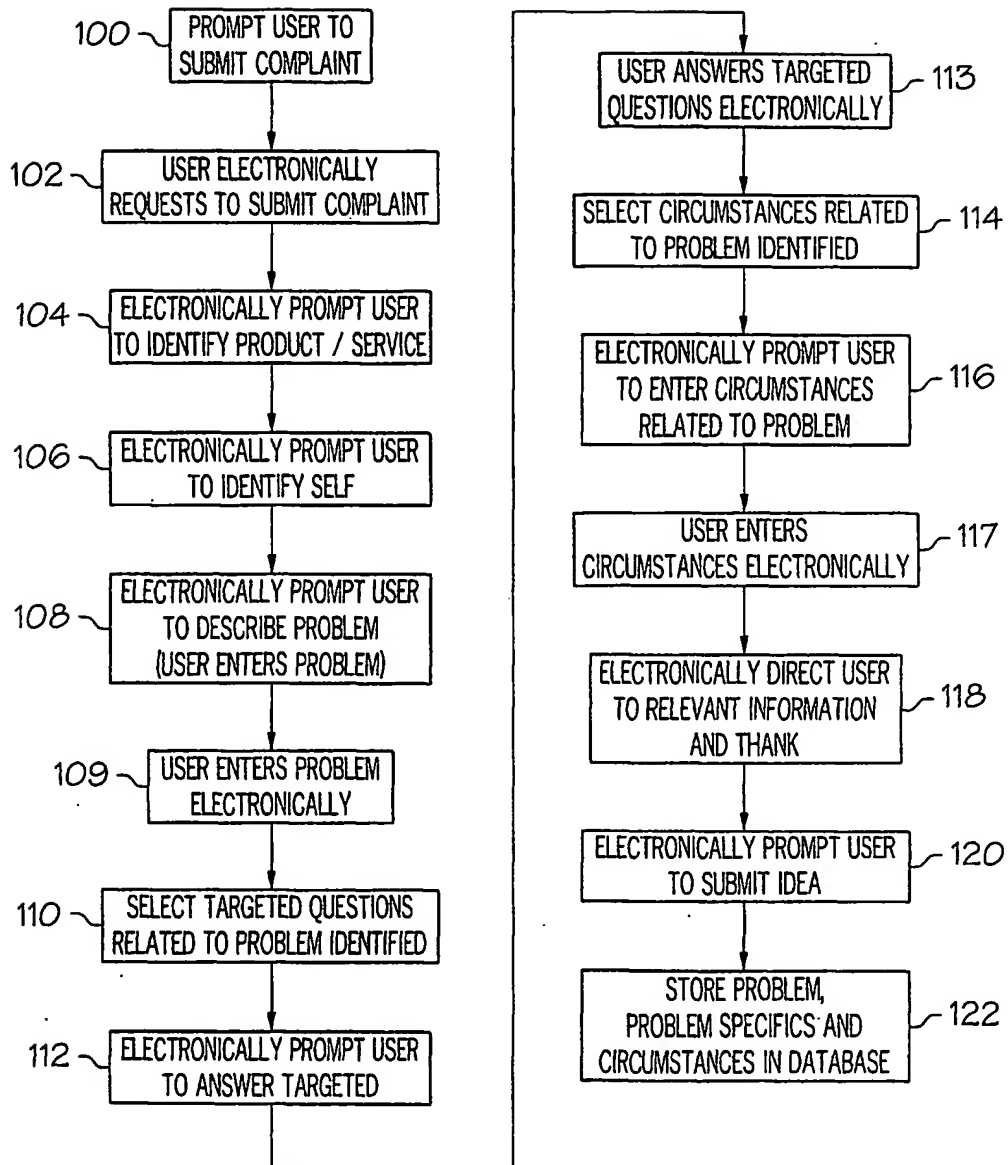 100
PROMPT USER TO
SUBMIT COMPLAINT
102
USER ELECTRONICALLY
REQUESTS TO SUBMIT COMPLAINT
104
ELECTRONICALLY PROMPT USER
TO IDENTIFY PRODUCT / SERVICE
106
ELECTRONICALLY PROMPT USER
TO IDENTIFY SELF
108
ELECTRONICALLY PROMPT USER
TO DESCRIBE PROBLEM
(USER ENTERS PROBLEM)
109
USER ENTERS PROBLEM
ELECTRONICALLY
110
SELECT TARGETED QUESTIONS
RELATED TO PROBLEM IDENTIFIED
112
ELECTRONICALLY PROMPT USER
TO ANSWER TARGETED
USER ANSWERS TARGETED
QUESTIONS ELECTRONICALLY
113
SELECT CIRCUMSTANCES RELATED
TO PROBLEM IDENTIFIED
114
ELECTRONICALLY PROMPT USER
TO ENTER CIRCUMSTANCES
RELATED TO PROBLEM
116
USER ENTERS
CIRCUMSTANCES ELECTRONICALLY
117
ELECTRONICALLY DIRECT USER
TO RELEVANT INFORMATION
AND THANK
118
ELECTRONICALLY PROMPT USER
TO SUBMIT IDEA
120
STORE PROBLEM,
PROBLEM SPECIFICS AND
CIRCUMSTANCES IN DATABASE
122